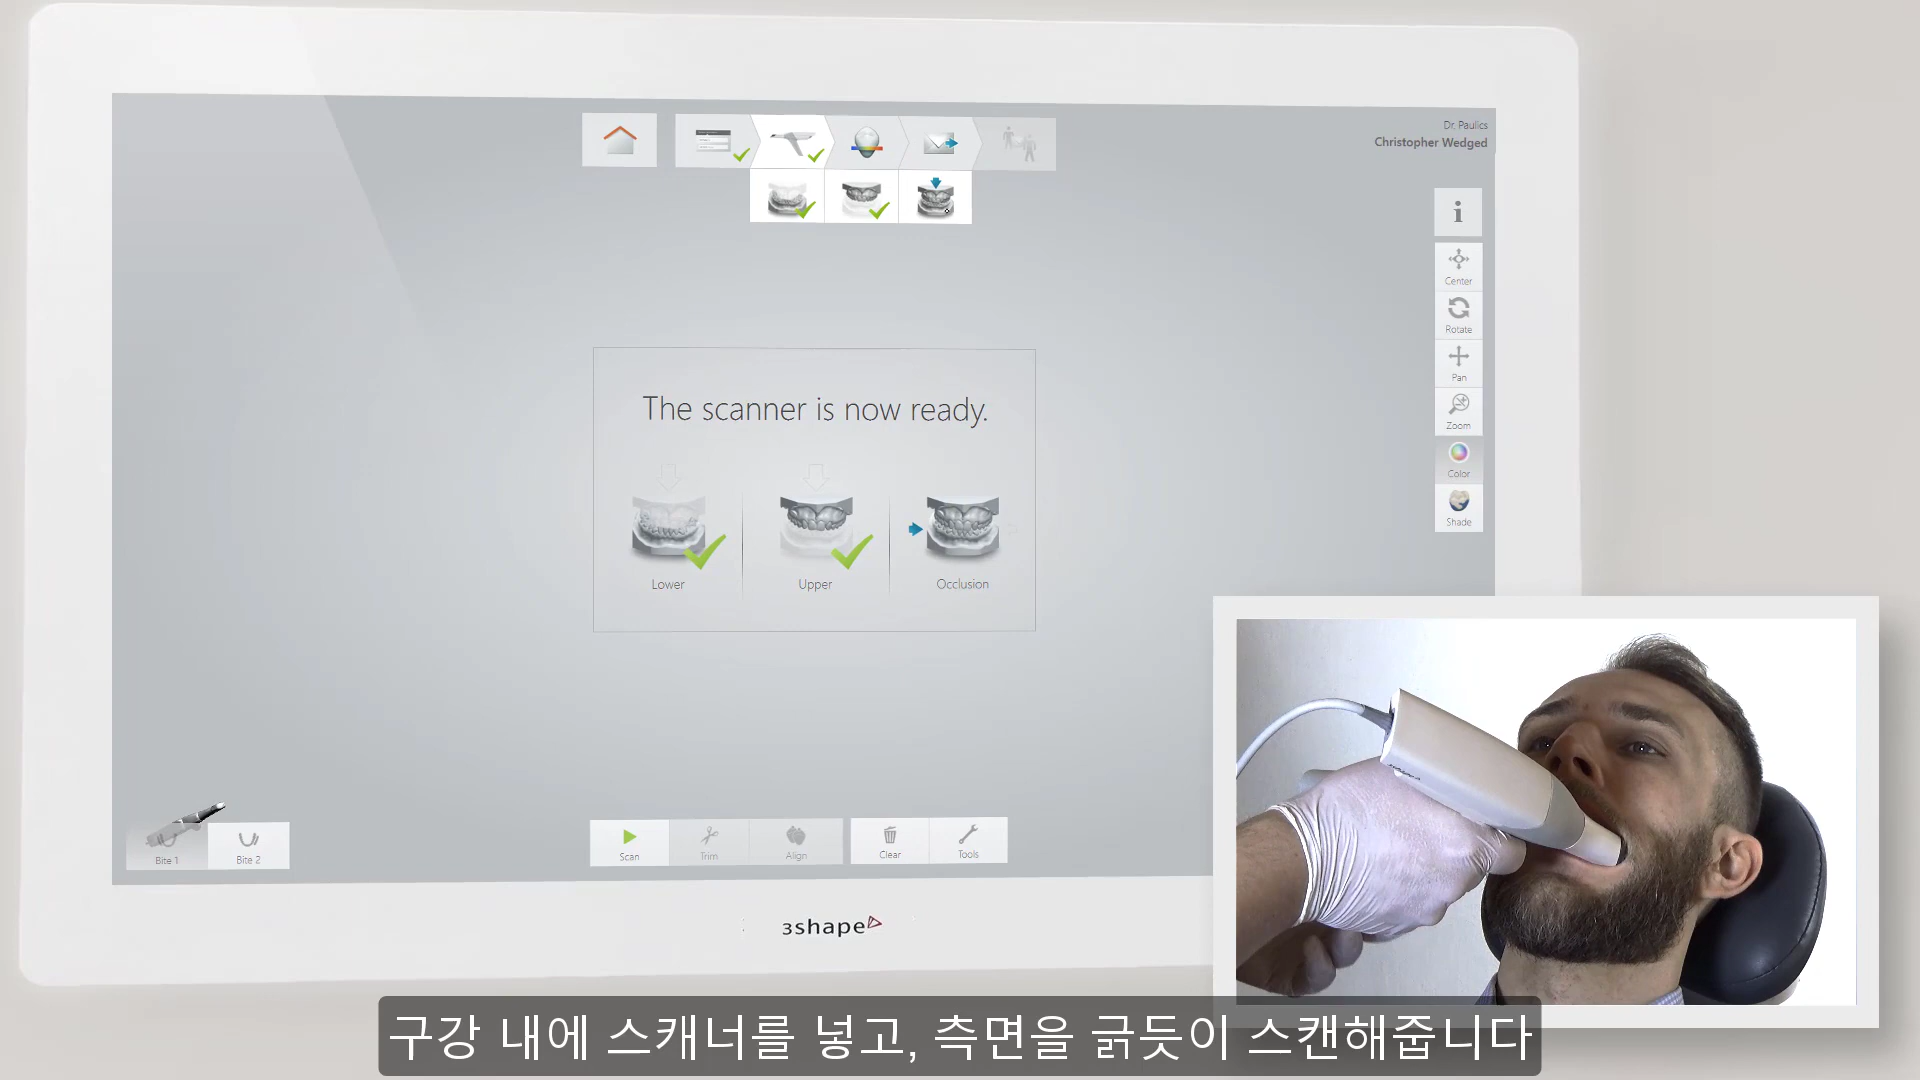 Dr. Paulics
Christopher Wedged
i
Center
Rotate
Pan
Zoom
Color
Shade
The scanner is now ready.
Lower
Upper
Occlusion
Bite 1
Bite 2
Scan
Trim
Align
Clear
Tools
3shape
구강 내에 스캐너를 넣고, 측면을 긁듯이 스캔해줍니다